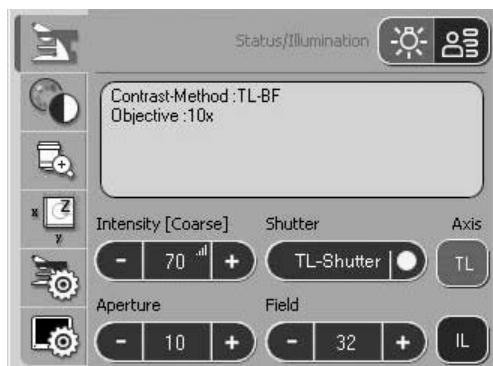 Status/Illumination
Contrast-Method :TL-BF
Objective :10x
x Z
y
Intensity [Coarse] Shutter Axis
- 70 + TL-Shutter TL
Aperture Field
- 10 + - 32 + IL